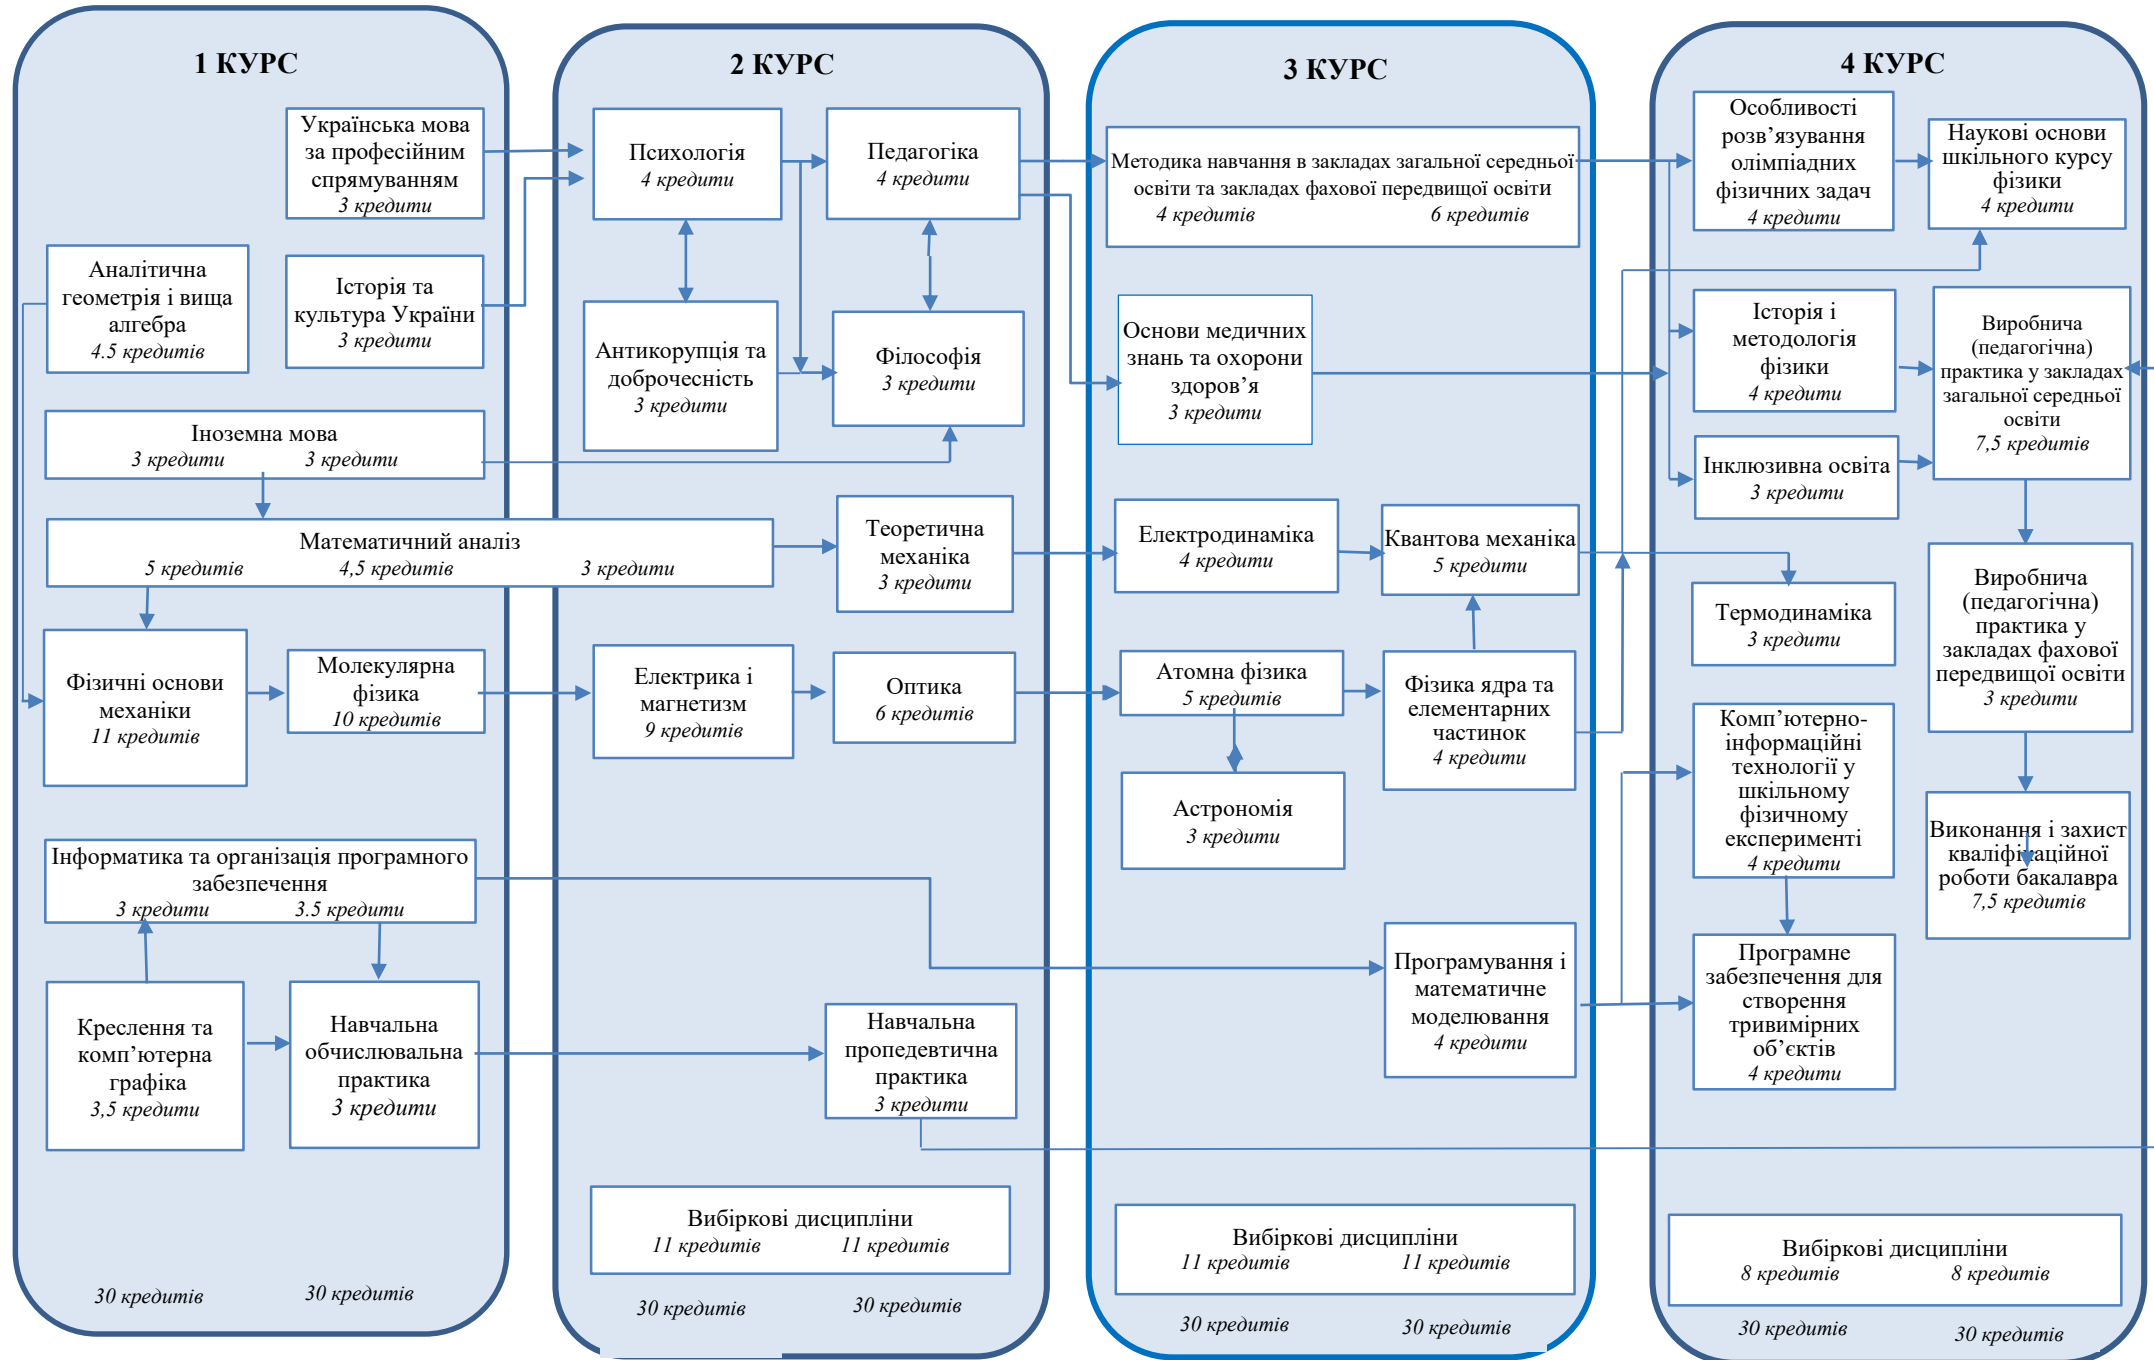 1 КУРС
Українська мова
за професійним
спрямуванням
3 кредити
Аналітична
геометрія і вища
алгебра
4.5 кредитів
Історія та
культура України
3 кредити
Іноземна мова
3 кредити 3 кредити
Математичний аналіз
5 кредитів 4,5 кредитів 3 кредити
Фізичні основи
механіки
11 кредитів
Молекулярна
фізика
10 кредитів
Інформатика та організація програмного
забезпечення
3 кредити 3.5 кредити
Креслення та
комп’ютерна
графіка
3,5 кредити
Навчальна
обчислювальна
практика
3 кредити
30 кредитів 30 кредитів
2 КУРС
Психологія
4 кредити
Педагогіка
4 кредити
Антикорупція та
доброчесність
3 кредити
Філософія
3 кредити
Теоретична
механіка
3 кредити
Електрика і
магнетизм
9 кредитів
Оптика
6 кредитів
Навчальна
пропедевтична
практика
3 кредити
Вибіркові дисципліни
11 кредитів 11 кредитів
30 кредитів 30 кредитів
3 КУРС
Методика навчання в закладах загальної середньої
освіти та закладах фахової передвищої освіти
4 кредитів 6 кредитів
Основи медичних
знань та охорони
здоров’я
3 кредити
Електродинаміка
4 кредити
Квантова механіка
5 кредити
Атомна фізика
5 кредитів
Фізика ядра та
елементарних
частинок
4 кредити
Астрономія
3 кредити
Програмування і
математичне
моделювання
4 кредити
Вибіркові дисципліни
11 кредитів 11 кредитів
30 кредитів 30 кредитів
4 КУРС
Особливості
розв’язування
олімпіадних
фізичних задач
4 кредити
Наукові основи
шкільного курсу
фізики
4 кредити
Історія і
методологія
фізики
4 кредити
Виробнича
(педагогічна)
практика у закладах
загальної середньої
освіти
7,5 кредитів
Інклюзивна освіта
3 кредити
Термодинаміка
3 кредити
Виробнича
(педагогічна)
практика у
закладах фахової
передвищої освіти
3 кредити
Комп’ютерно-
інформаційні
технології у
шкільному
фізичному
експерименті
4 кредити
Виконання і захист
кваліфікаційної
роботи бакалавра
7,5 кредитів
Програмне
забезпечення для
створення
тривимірних
об’єктів
4 кредити
Вибіркові дисципліни
8 кредитів 8 кредитів
30 кредитів 30 кредитів